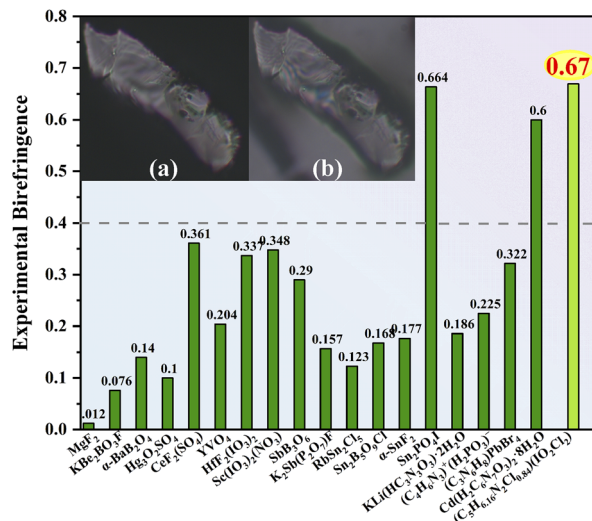 Experimental Birefringence
0.8
0.7
0.6
0.5
0.4
0.3
0.2
0.1
0.0
(a)
(b)
.012
0.076
0.14
0.1
0.361
0.204
0.337
0.348
0.29
0.157
0.123
0.168
0.177
0.664
0.186
0.225
0.322
0.6
0.67
MgF₂
KBe₂BO₃F
α-BaB₂O₄
Hg₃O₂SO₄
CeF₂(SO₄)
YVO₄
HfF₂(IO₃)₂
Sc(IO₃)₂(NO₃)
SbB₃O₆
K₂Sb(P₂O₇)F
RbSn₂Cl₅
Sn₂B₅O₉Cl
α-SnF₂
Sn₂PO₄I
KLi(HC₃N₃O₃)·2H₂O
(C₄H₆N₃)⁺(H₂PO₃)⁻
(C₃N₆H₈)PbBr₄
Cd(H₂C₆N₇O₃)₂·8H₂O
(C₅H₆.₁₆N₂Cl₀.₈₄)(IO₂Cl₂)